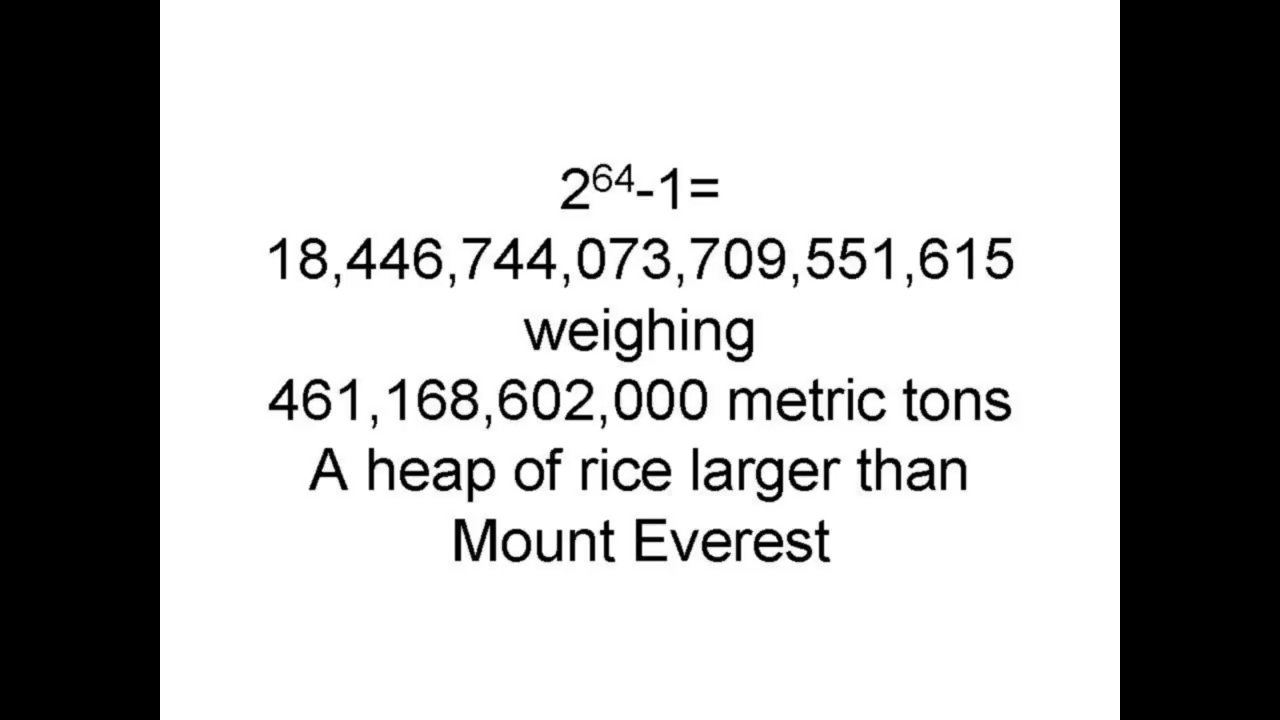 2⁶⁴-1=
18,446,744,073,709,551,615
weighing
461,168,602,000 metric tons
A heap of rice larger than
Mount Everest